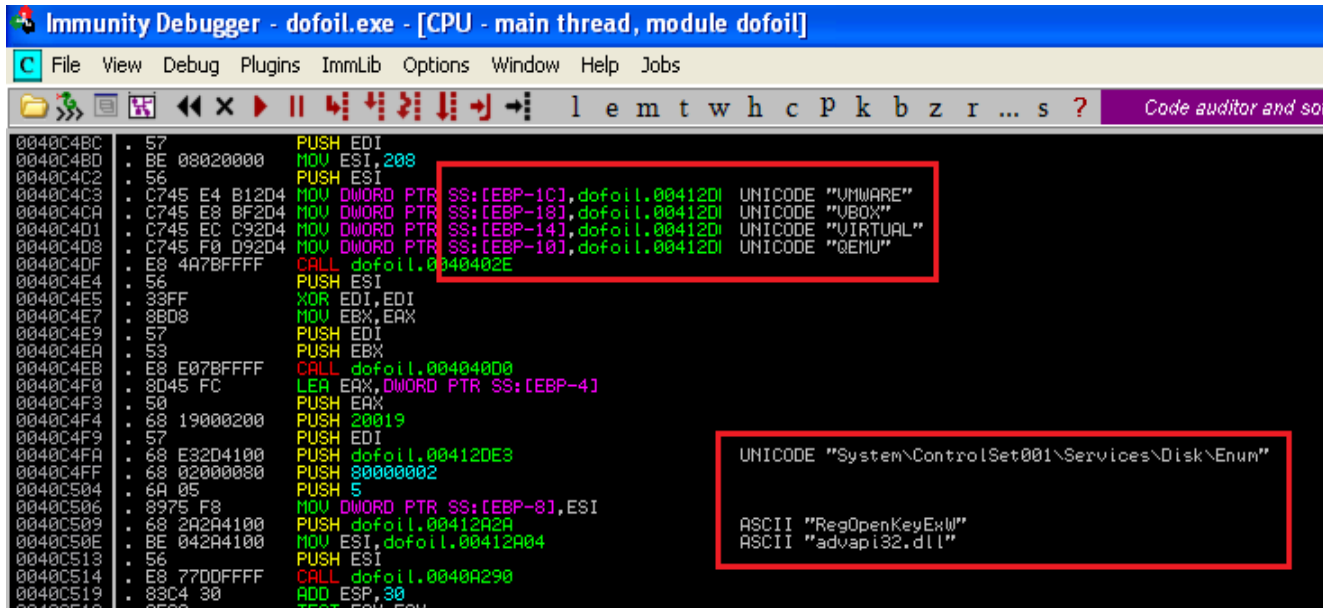 Immunity Debugger - dofoil.exe - [CPU - main thread, module dofoil]
C File View Debug Plugins ImmLib Options Window Help Jobs
l e m t w h c P k b z r ... s ? Code auditor and
0040C4BC . 57 PUSH EDI
0040C4BD . BE 08020000 MOV ESI,208
0040C4C2 . 56 PUSH ESI
0040C4C3 . C745 E4 B12D4 MOV DWORD PTR SS:[EBP-1C],dofoil.00412D UNICODE "VMWARE"
0040C4CA . C745 E8 BF2D4 MOV DWORD PTR SS:[EBP-18],dofoil.00412D UNICODE "VBOX"
0040C4D1 . C745 EC C92D4 MOV DWORD PTR SS:[EBP-14],dofoil.00412D UNICODE "VIRTUAL"
0040C4D8 . C745 F0 D92D4 MOV DWORD PTR SS:[EBP-10],dofoil.00412D UNICODE "QEMU"
0040C4DF . E8 4A7BFFFF CALL dofoil.0040402E
0040C4E4 . 56 PUSH ESI
0040C4E5 . 33FF XOR EDI,EDI
0040C4E7 . 8BD8 MOV EBX,EAX
0040C4E9 . 57 PUSH EDI
0040C4EA . 53 PUSH EBX
0040C4EB . E8 E07BFFFF CALL dofoil.004040D0
0040C4F0 . 8D45 FC LEA EAX,DWORD PTR SS:[EBP-4]
0040C4F3 . 50 PUSH EAX
0040C4F4 . 68 19000200 PUSH 20019
0040C4F9 . 57 PUSH EDI
0040C4FA . 68 E32D4100 PUSH dofoil.00412DE3 UNICODE "System\ControlSet001\Services\Disk\Enum"
0040C4FF . 68 02000080 PUSH 80000002
0040C504 . 6A 05 PUSH 5
0040C506 . 8975 F8 MOV DWORD PTR SS:[EBP-8],ESI
0040C509 . 68 2A2A4100 PUSH dofoil.00412A2A ASCII "RegOpenKeyExW"
0040C50E . BE 042A4100 MOV ESI,dofoil.00412A04 ASCII "advapi32.dll"
0040C513 . 56 PUSH ESI
0040C514 . E8 77DDFFFF CALL dofoil.0040A290
0040C519 . 83C4 30 ADD ESP,30